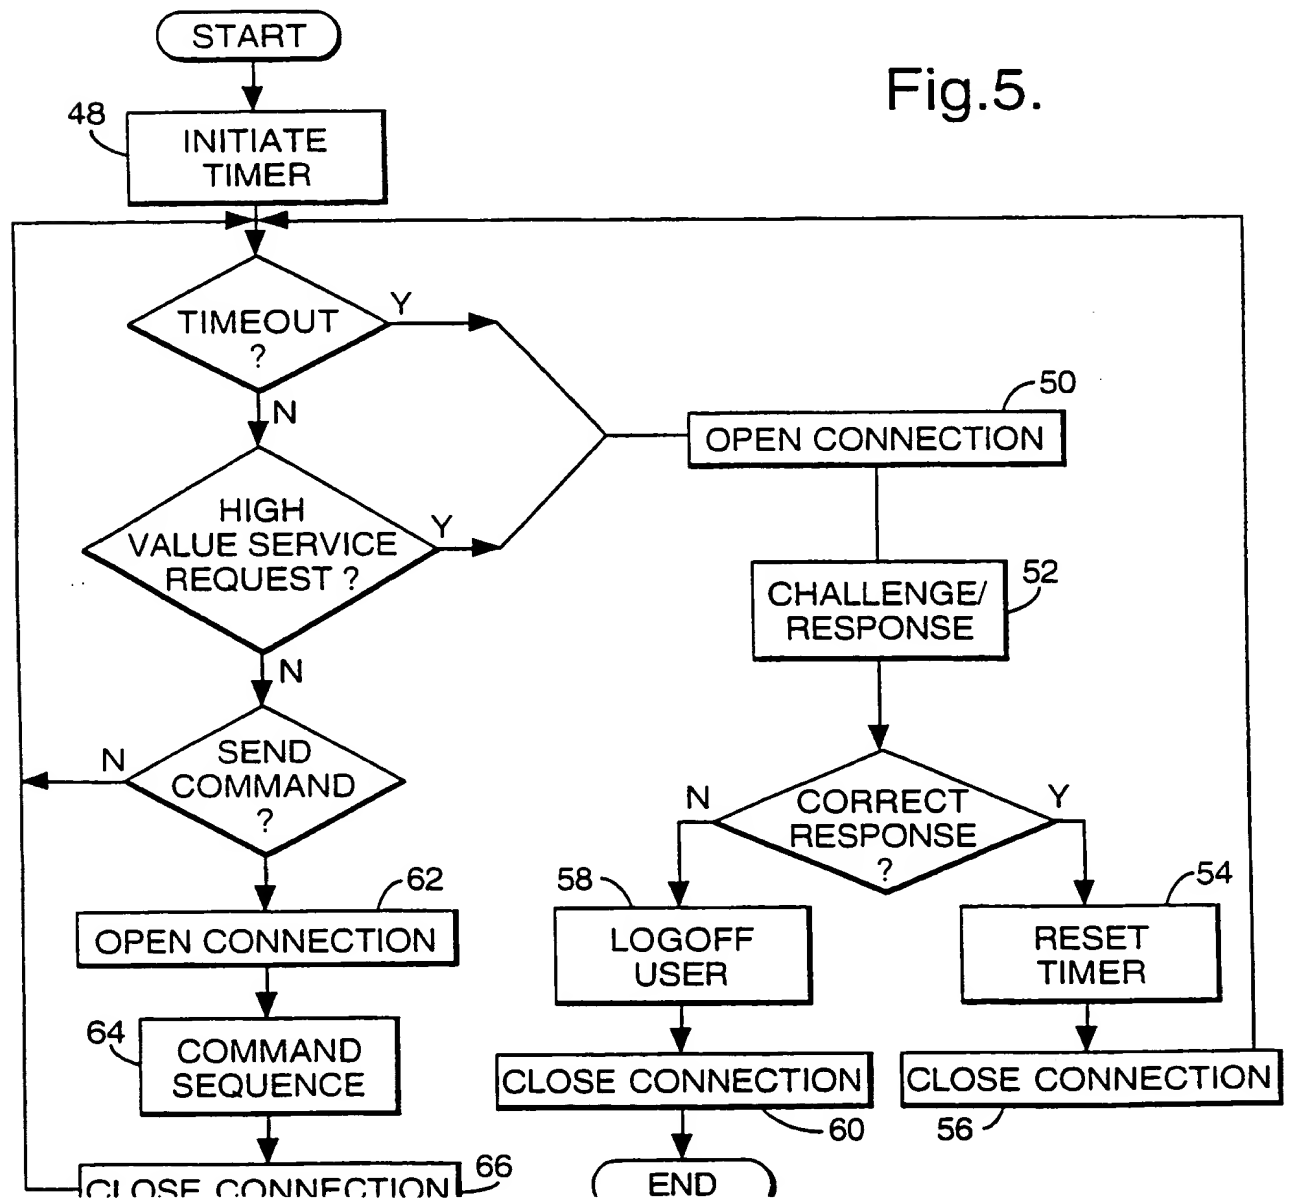 START
Fig.5.
48
INITIATE
TIMER
TIMEOUT
?
Y
N
50
OPEN CONNECTION
HIGH
VALUE SERVICE
REQUEST ?
Y
N
52
CHALLENGE/
RESPONSE
SEND
COMMAND
?
N
CORRECT
RESPONSE
?
N
Y
62
OPEN CONNECTION
58
LOGOFF
USER
54
RESET
TIMER
64
COMMAND
SEQUENCE
CLOSE CONNECTION
60
CLOSE CONNECTION
56
CLOSE CONNECTION
66
END